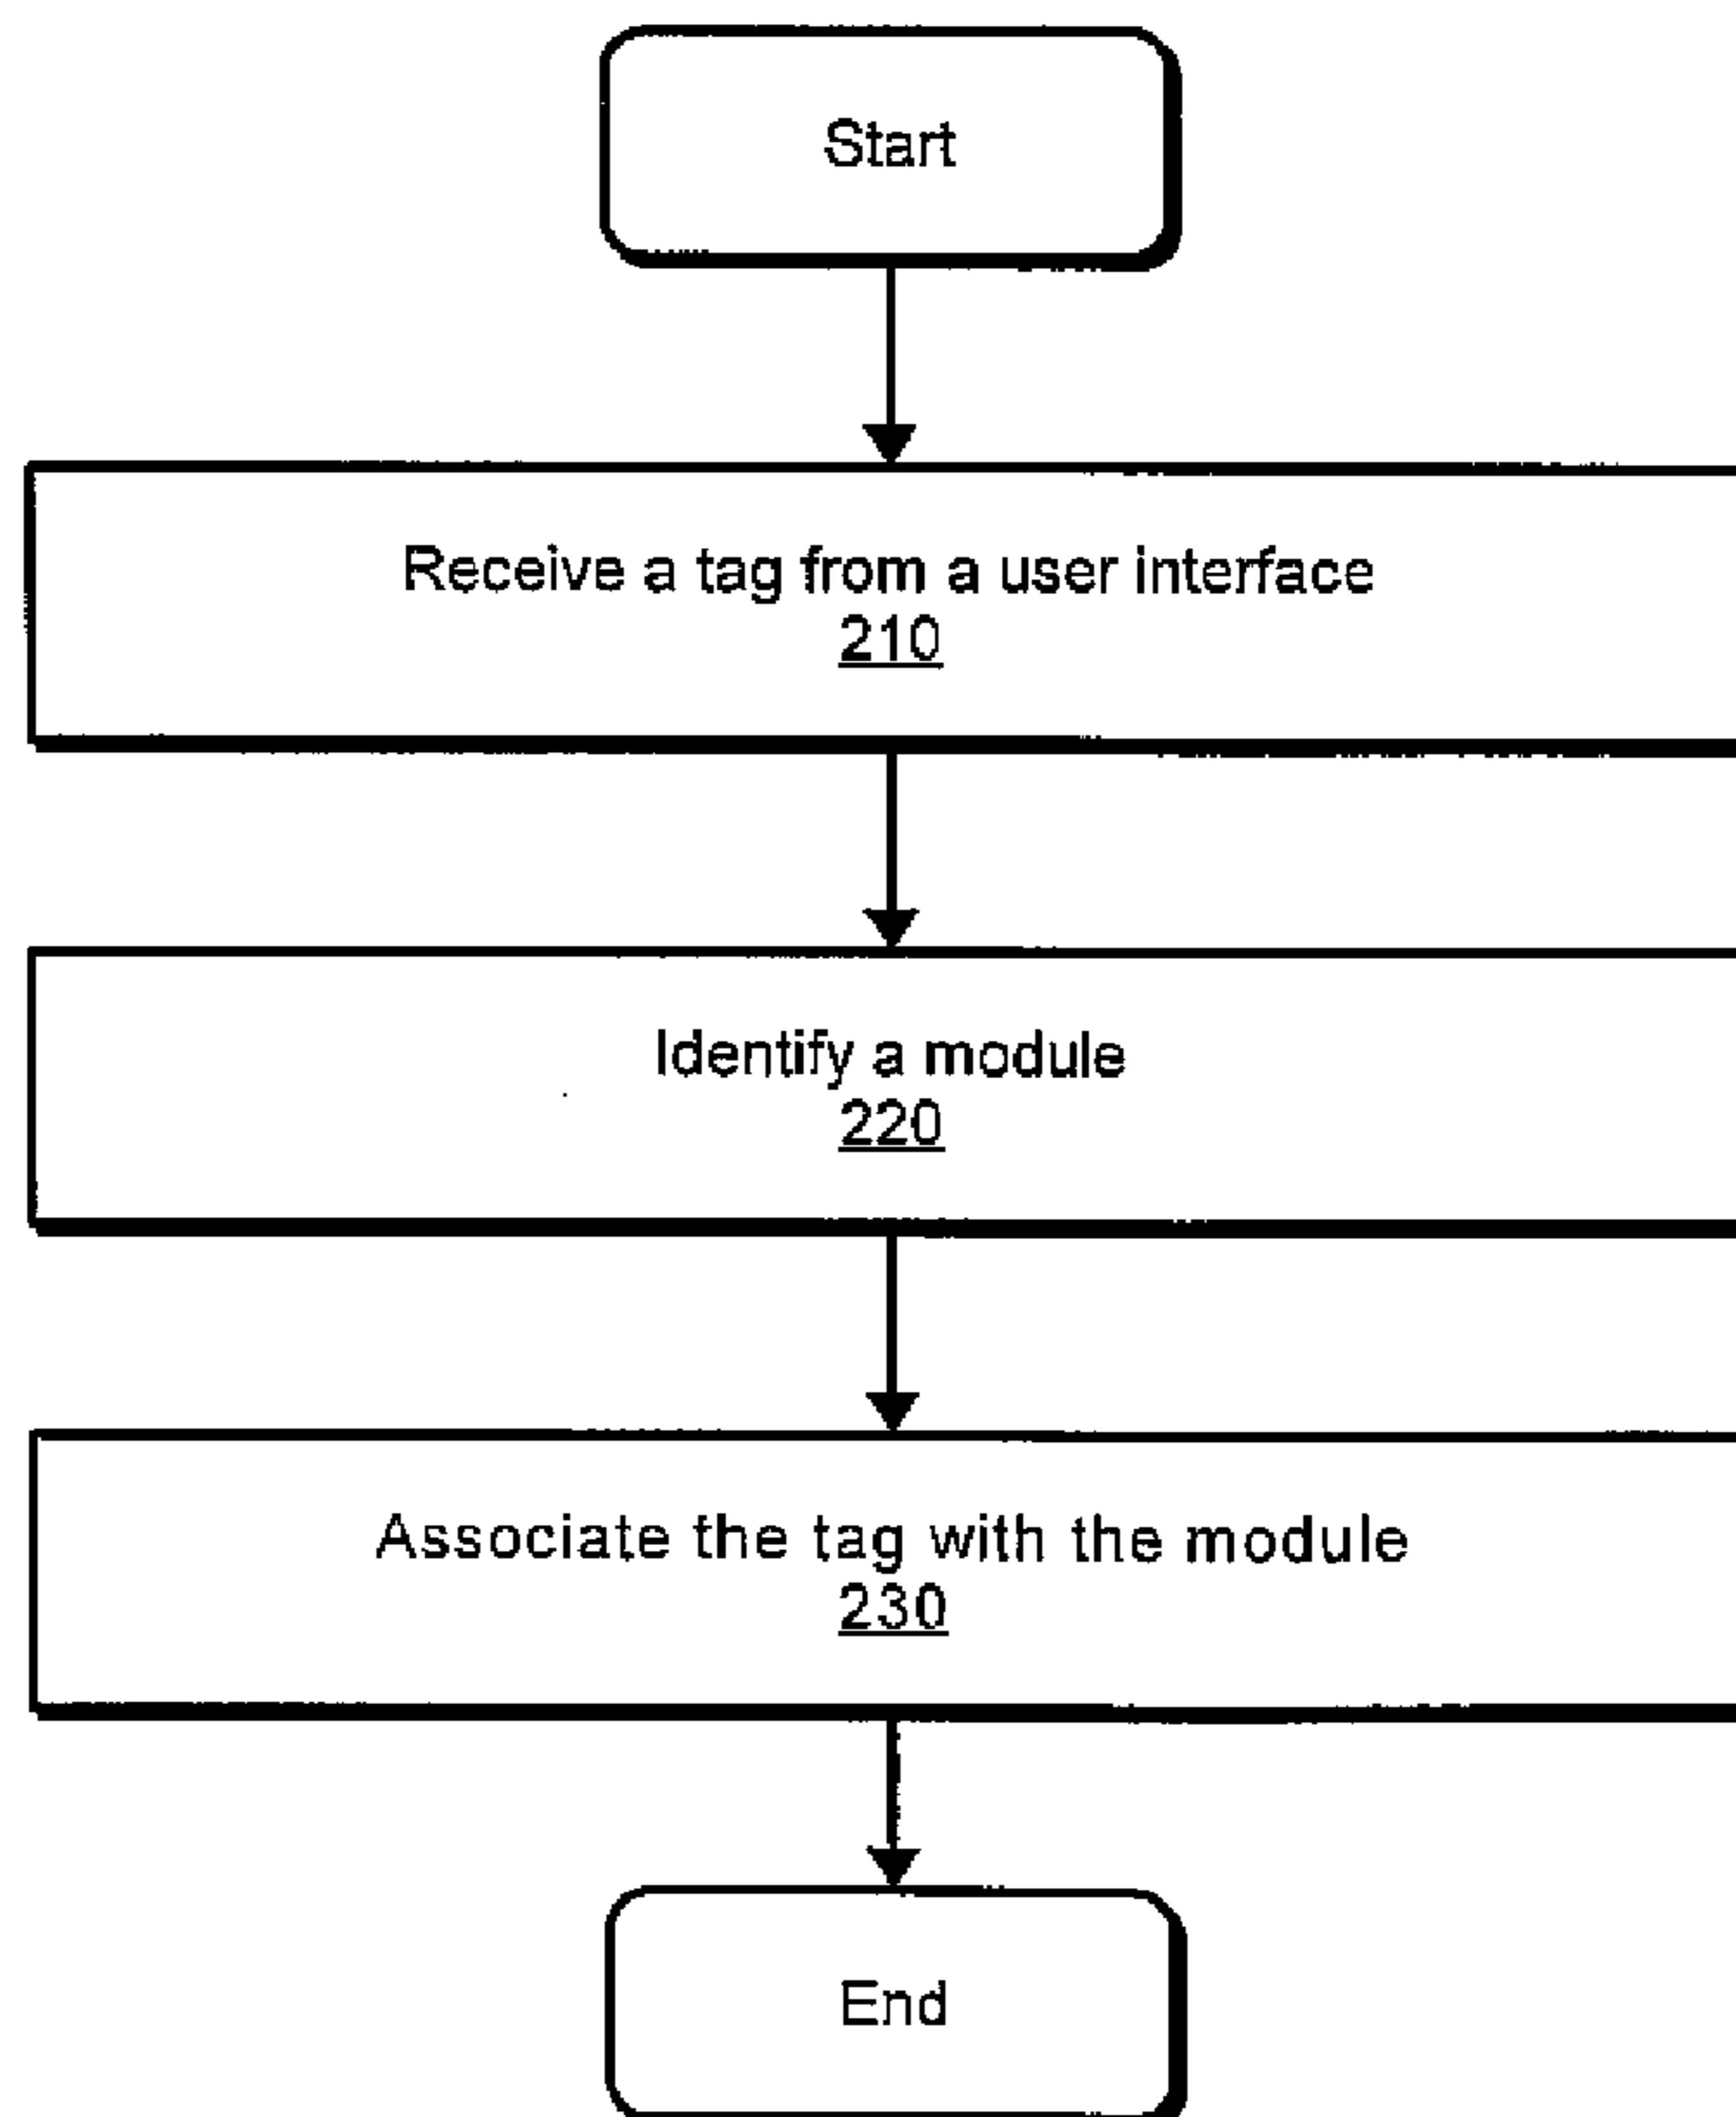 Start
Receive a tag from a user interface
210
Identify a module
220
Associate the tag with the module
230
End